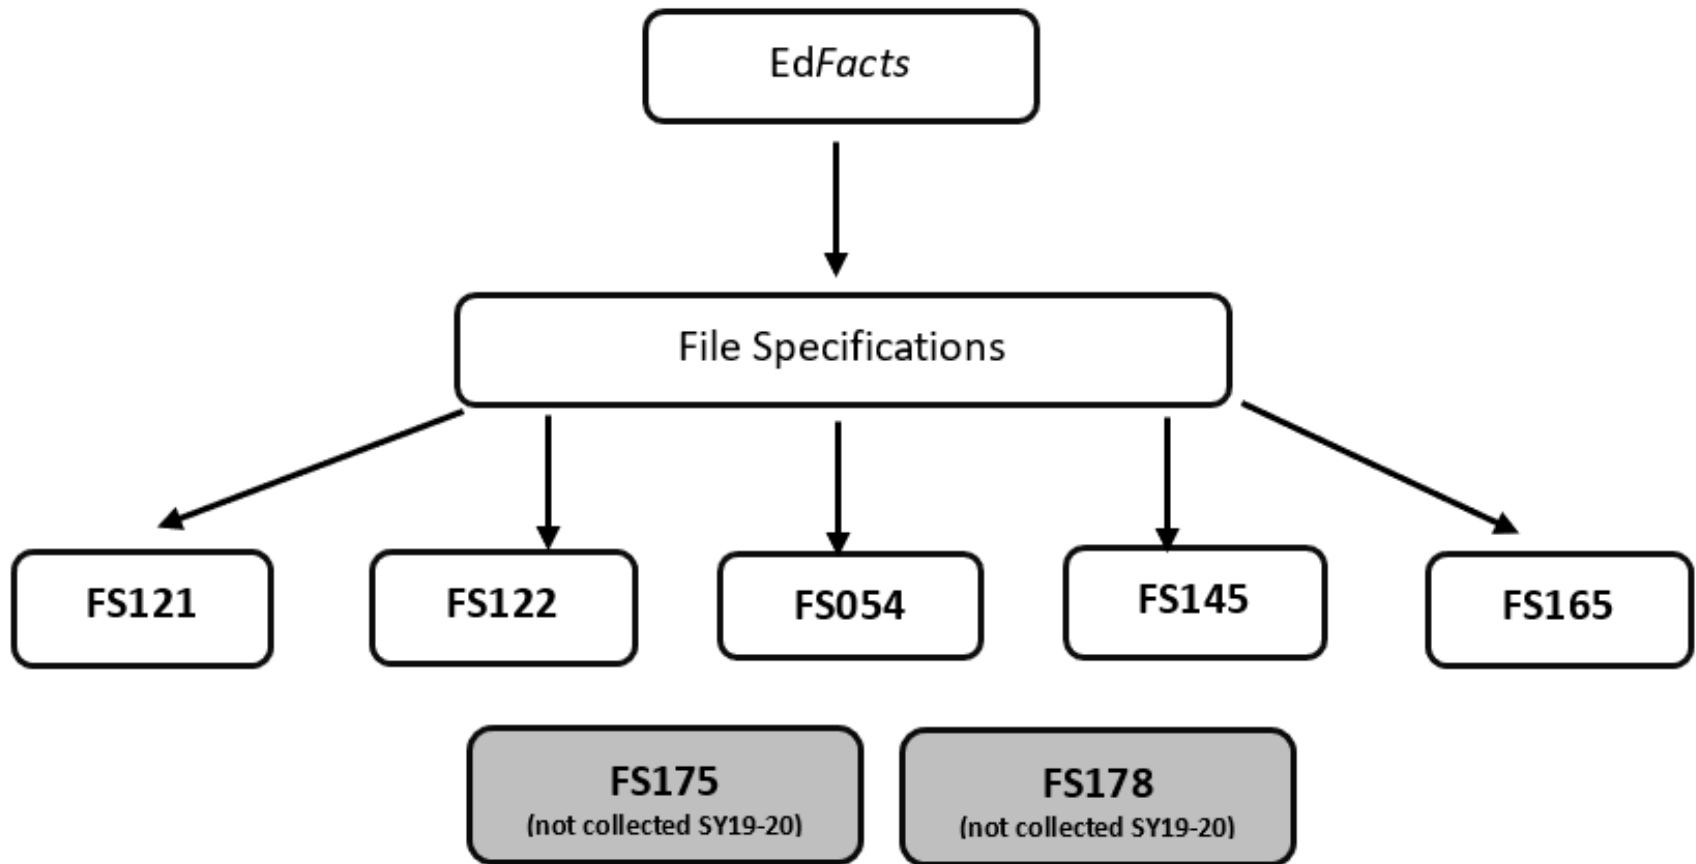 EdFacts
File Specifications
FS121
FS122
FS054
FS145
FS165
FS175
(not collected SY19-20)
FS178
(not collected SY19-20)